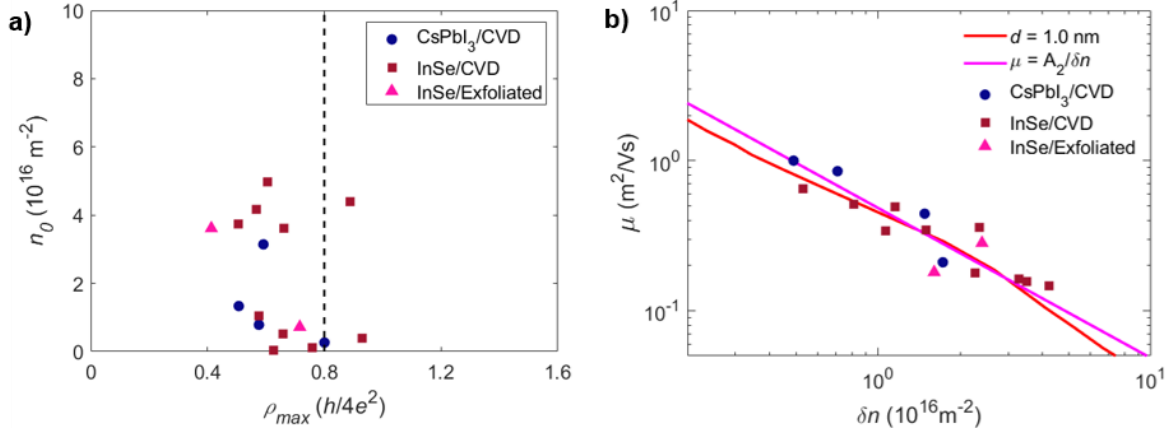 a)
10
8
6
4
2
0
n0 (10^16 m^-2)
CsPbI3/CVD
InSe/CVD
InSe/Exfoliated
0 0.4 0.8 1.2 1.6
ρmax (h/4e^2)
b)
10^1
10^0
10^-1
μ (m^2/Vs)
d = 1.0 nm
μ = A2/δn
CsPbI3/CVD
InSe/CVD
InSe/Exfoliated
10^0 10^1
δn (10^16 m^-2)